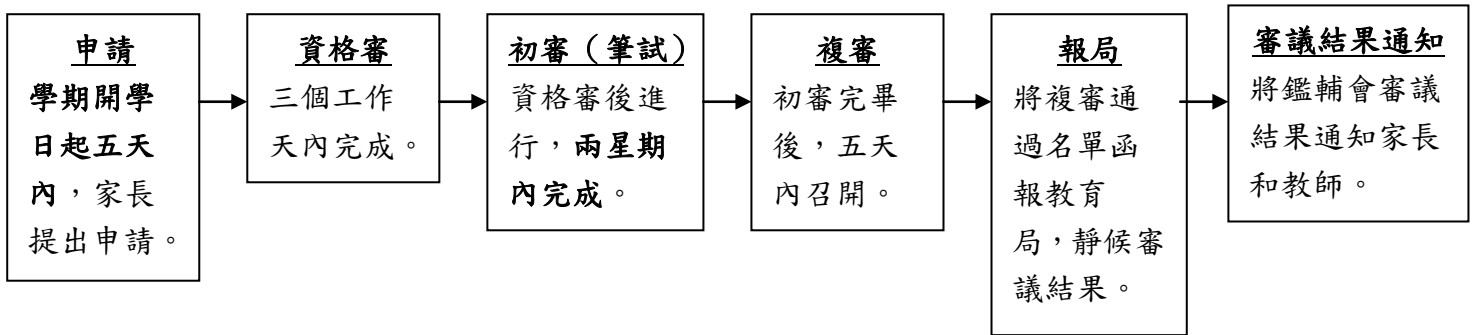 申請
學期開學
日起五天
內，家長
提出申請。
資格審
三個工作
天內完成。
初審（筆試）
資格審後進
行，兩星期
內完成。
複審
初審完畢
後，五天
內召開。
報局
將複審通
過名單函
報教育
局，靜候審
議結果。
審議結果通知
將鑑輔會審議
結果通知家長
和教師。